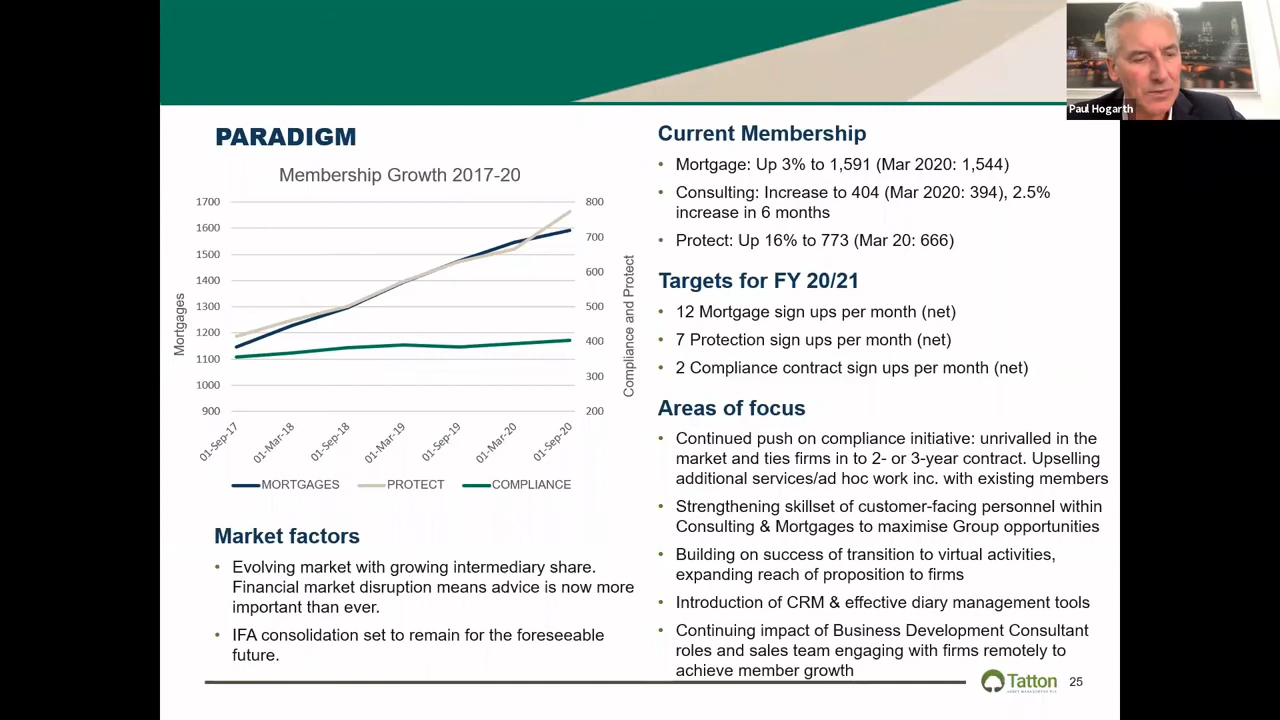 Paul Hogarth
PARADIGM
Membership Growth 2017-20
1700
1600
1500
1400
1300
1200
1100
1000
900
Mortgages
800
700
600
500
400
300
200
Compliance and Protect
01-Sep-17
01-Mar-18
01-Sep-18
01-Mar-19
01-Sep-19
01-Mar-20
01-Sep-20
MORTGAGES PROTECT COMPLIANCE
Market factors
• Evolving market with growing intermediary share.
Financial market disruption means advice is now more
important than ever.
• IFA consolidation set to remain for the foreseeable
future.
Current Membership
• Mortgage: Up 3% to 1,591 (Mar 2020: 1,544)
• Consulting: Increase to 404 (Mar 2020: 394), 2.5%
increase in 6 months
• Protect: Up 16% to 773 (Mar 20: 666)
Targets for FY 20/21
• 12 Mortgage sign ups per month (net)
• 7 Protection sign ups per month (net)
• 2 Compliance contract sign ups per month (net)
Areas of focus
• Continued push on compliance initiative: unrivalled in the
market and ties firms in to 2- or 3-year contract. Upselling
additional services/ad hoc work inc. with existing members
• Strengthening skillset of customer-facing personnel within
Consulting & Mortgages to maximise Group opportunities
• Building on success of transition to virtual activities,
expanding reach of proposition to firms
• Introduction of CRM & effective diary management tools
• Continuing impact of Business Development Consultant
roles and sales team engaging with firms remotely to
achieve member growth
Tatton
25